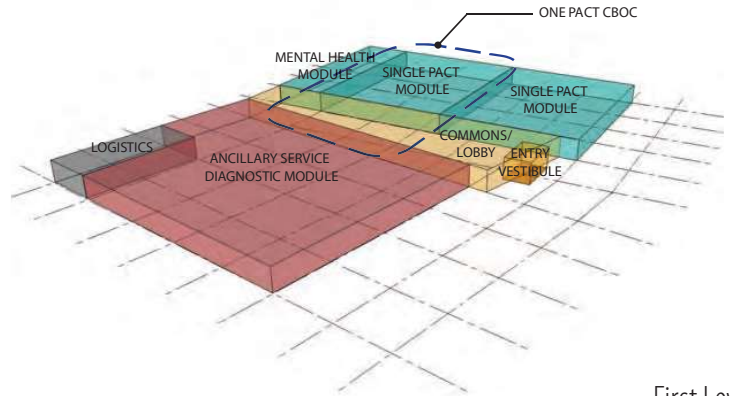 ONE PACT CBOC
MENTAL HEALTH
MODULE
SINGLE PACT
MODULE
SINGLE PACT
MODULE
LOGISTICS
ANCILLARY SERVICE
DIAGNOSTIC MODULE
COMMONS/
LOBBY
ENTRY
VESTIBULE
First